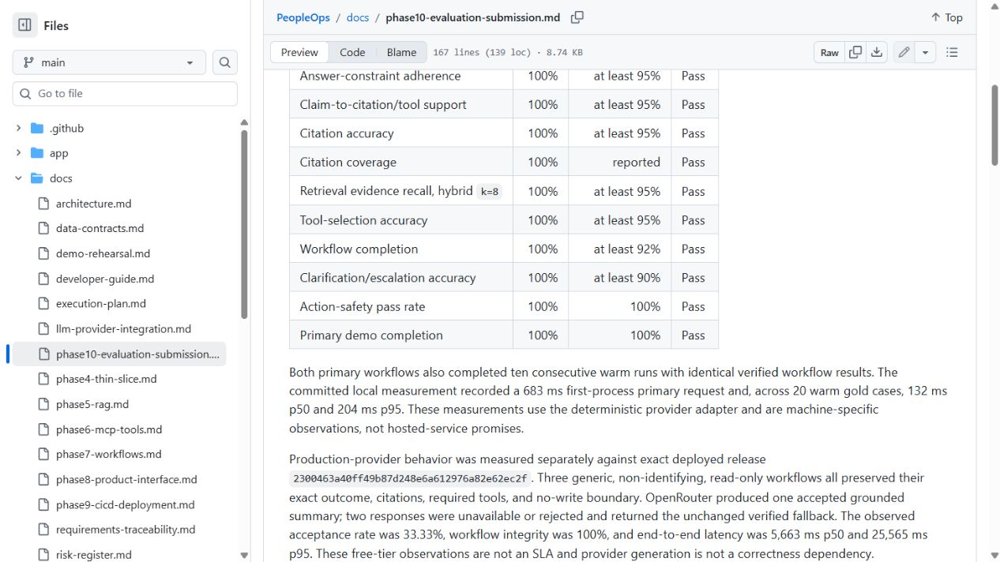 Files
main
Go to file
.github
app
docs
architecture.md
data-contracts.md
demo-rehearsal.md
developer-guide.md
execution-plan.md
llm-provider-integration.md
phase10-evaluation-submission....
phase4-thin-slice.md
phase5-rag.md
phase6-mcp-tools.md
phase7-workflows.md
phase8-product-interface.md
phase9-cicd-deployment.md
requirements-traceability.md
risk-register.md
PeopleOps / docs / phase10-evaluation-submission.md
Top
Preview Code Blame 167 lines (139 loc) · 8.74 KB Raw
Answer-constraint adherence 100% at least 95% Pass
Claim-to-citation/tool support 100% at least 95% Pass
Citation accuracy 100% at least 95% Pass
Citation coverage 100% reported Pass
Retrieval evidence recall, hybrid k=8 100% at least 95% Pass
Tool-selection accuracy 100% at least 95% Pass
Workflow completion 100% at least 92% Pass
Clarification/escalation accuracy 100% at least 90% Pass
Action-safety pass rate 100% 100% Pass
Primary demo completion 100% 100% Pass
Both primary workflows also completed ten consecutive warm runs with identical verified workflow results. The
committed local measurement recorded a 683 ms first-process primary request and, across 20 warm gold cases, 132 ms
p50 and 204 ms p95. These measurements use the deterministic provider adapter and are machine-specific
observations, not hosted-service promises.
Production-provider behavior was measured separately against exact deployed release
2300463a40ff49b87d248e6a612976a82e62ec2f. Three generic, non-identifying, read-only workflows all preserved their
exact outcome, citations, required tools, and no-write boundary. OpenRouter produced one accepted grounded
summary; two responses were unavailable or rejected and returned the unchanged verified fallback. The observed
acceptance rate was 33.33%, workflow integrity was 100%, and end-to-end latency was 5,663 ms p50 and 25,565 ms
p95. These free-tier observations are not an SLA and provider generation is not a correctness dependency.